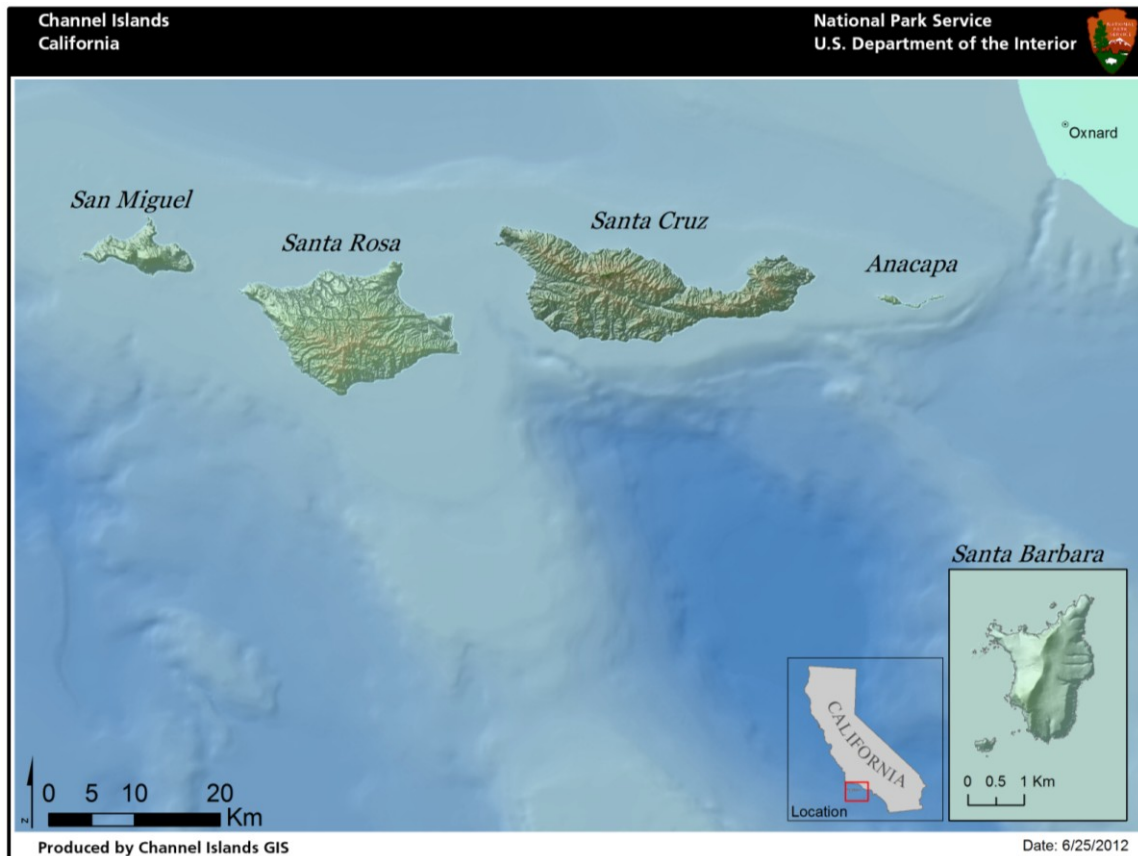 Channel Islands
California
National Park Service
U.S. Department of the Interior
Oxnard
San Miguel
Santa Rosa
Santa Cruz
Anacapa
Santa Barbara
CALIFORNIA
Location
0 0.5 1 Km
N
0 5 10 20 Km
Produced by Channel Islands GIS
Date: 6/25/2012